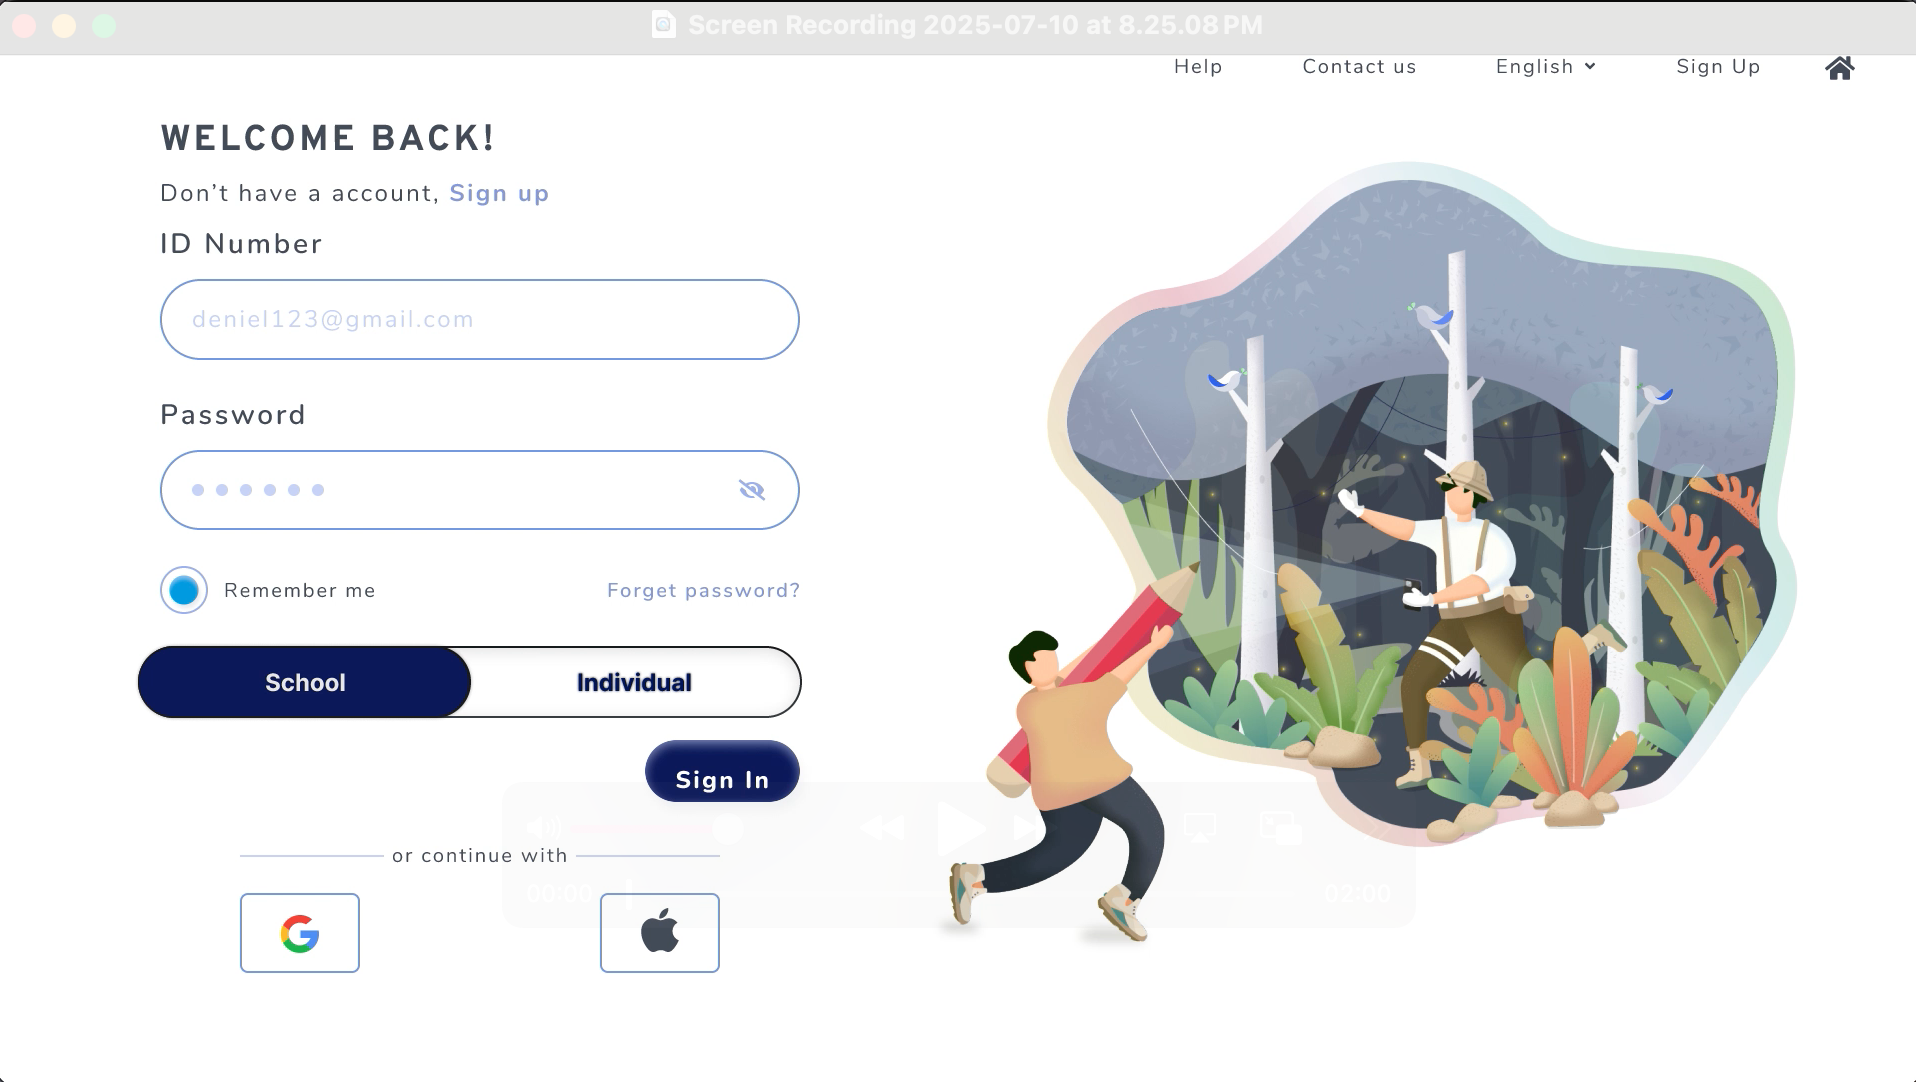 Screen Recording 2025-07-10 at 8.25.08 PM
Help Contact us English Sign Up
WELCOME BACK!
Don’t have a account, Sign up
ID Number
deniel123@gmail.com
Password
Remember me Forget password?
School Individual
Sign In
or continue with
00:00 02:00